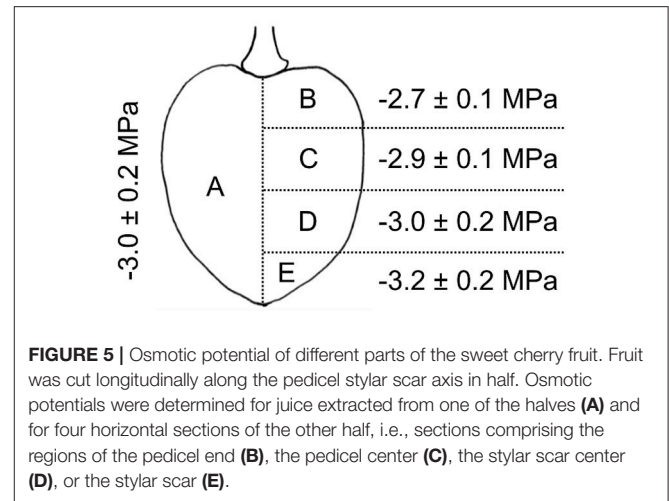 -3.0 ± 0.2 MPa
A
B
-2.7 ± 0.1 MPa
C
-2.9 ± 0.1 MPa
D
-3.0 ± 0.2 MPa
E
-3.2 ± 0.2 MPa
FIGURE 5 | Osmotic potential of different parts of the sweet cherry fruit. Fruit
was cut longitudinally along the pedicel stylar scar axis in half. Osmotic
potentials were determined for juice extracted from one of the halves (A) and
for four horizontal sections of the other half, i.e., sections comprising the
regions of the pedicel end (B), the pedicel center (C), the stylar scar center
(D), or the stylar scar (E).